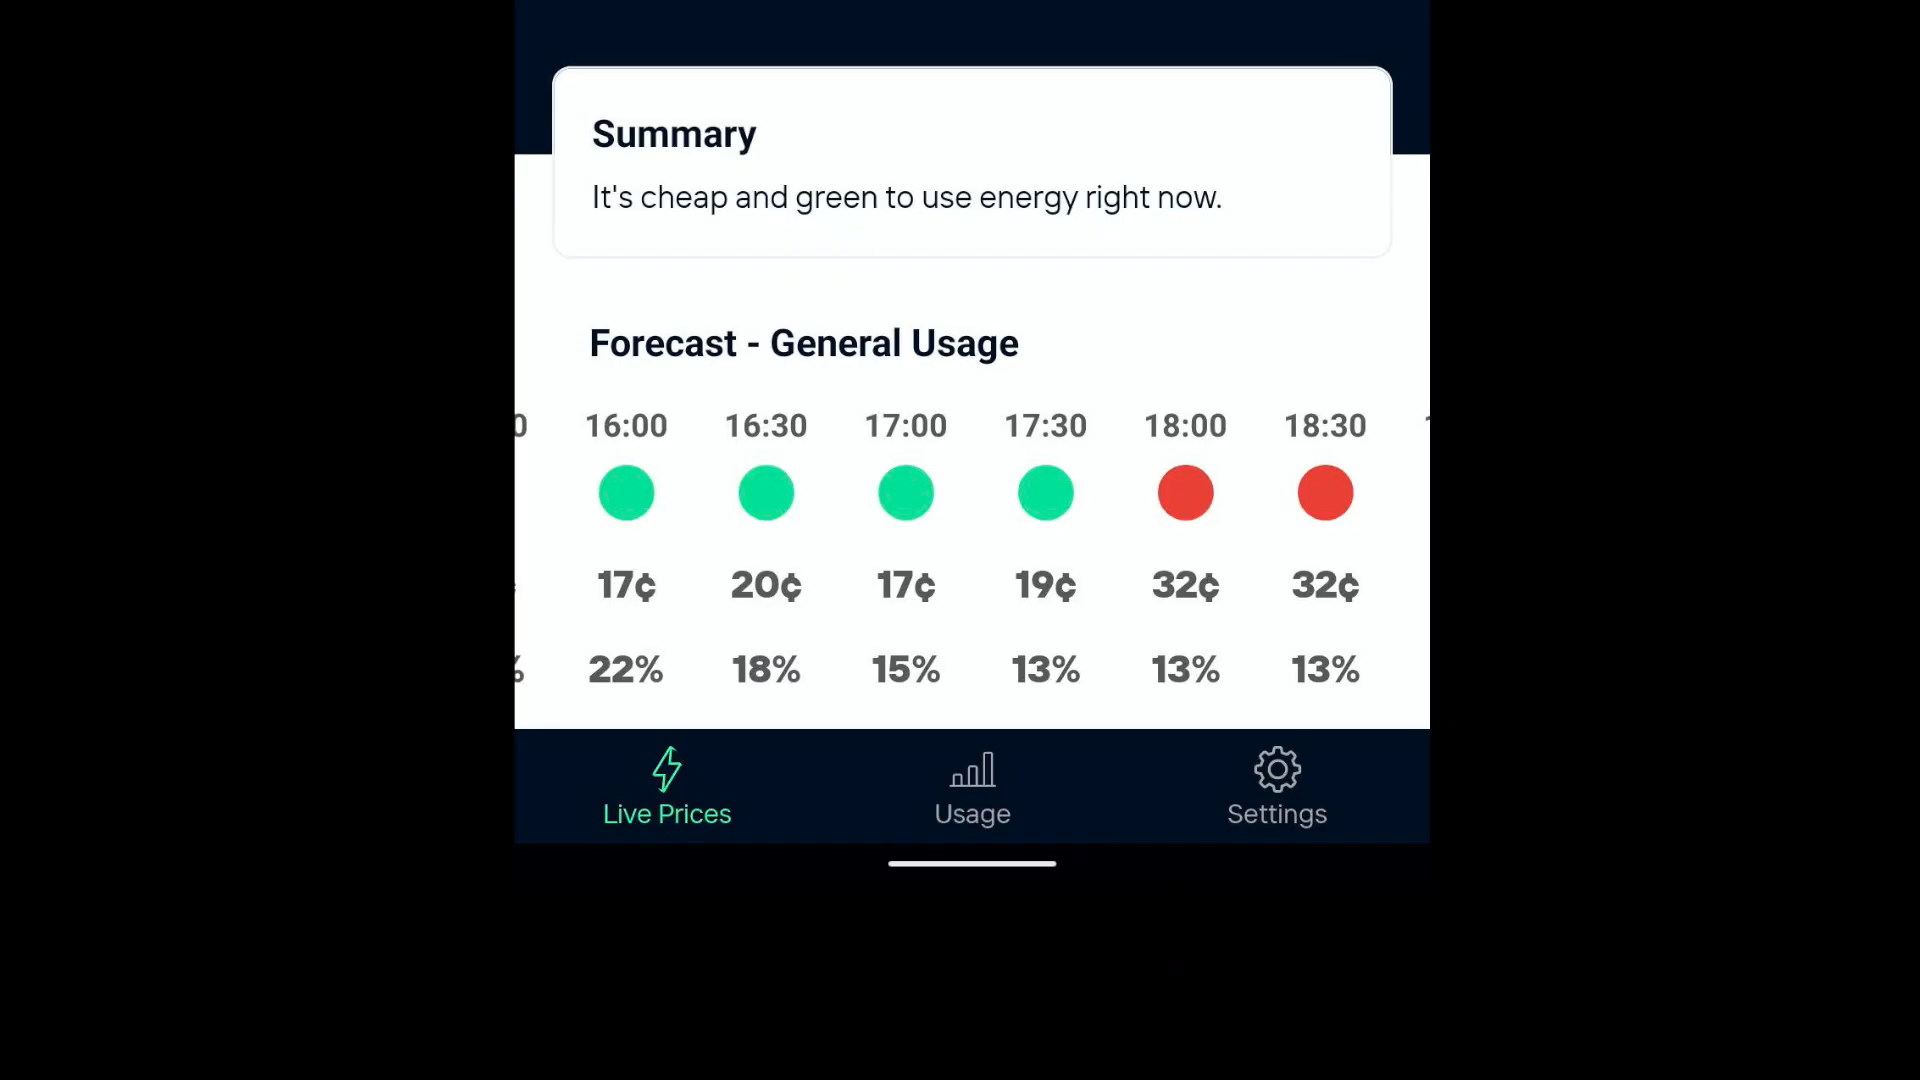 Summary
It's cheap and green to use energy right now.
Forecast - General Usage
16:00 16:30 17:00 17:30 18:00 18:30
17¢ 20¢ 17¢ 19¢ 32¢ 32¢
22% 18% 15% 13% 13% 13%
Live Prices Usage Settings